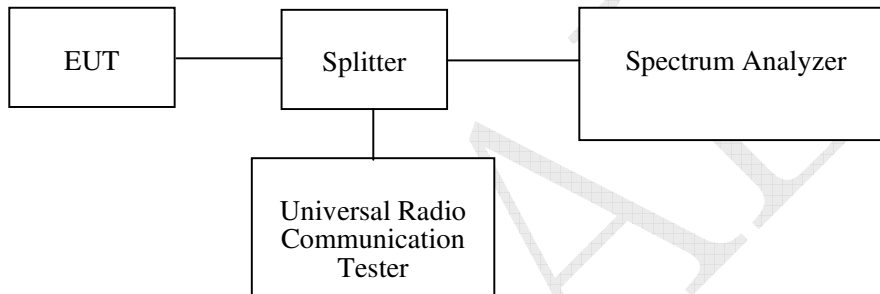 EUT
Splitter
Spectrum Analyzer
Universal Radio
Communication
Tester